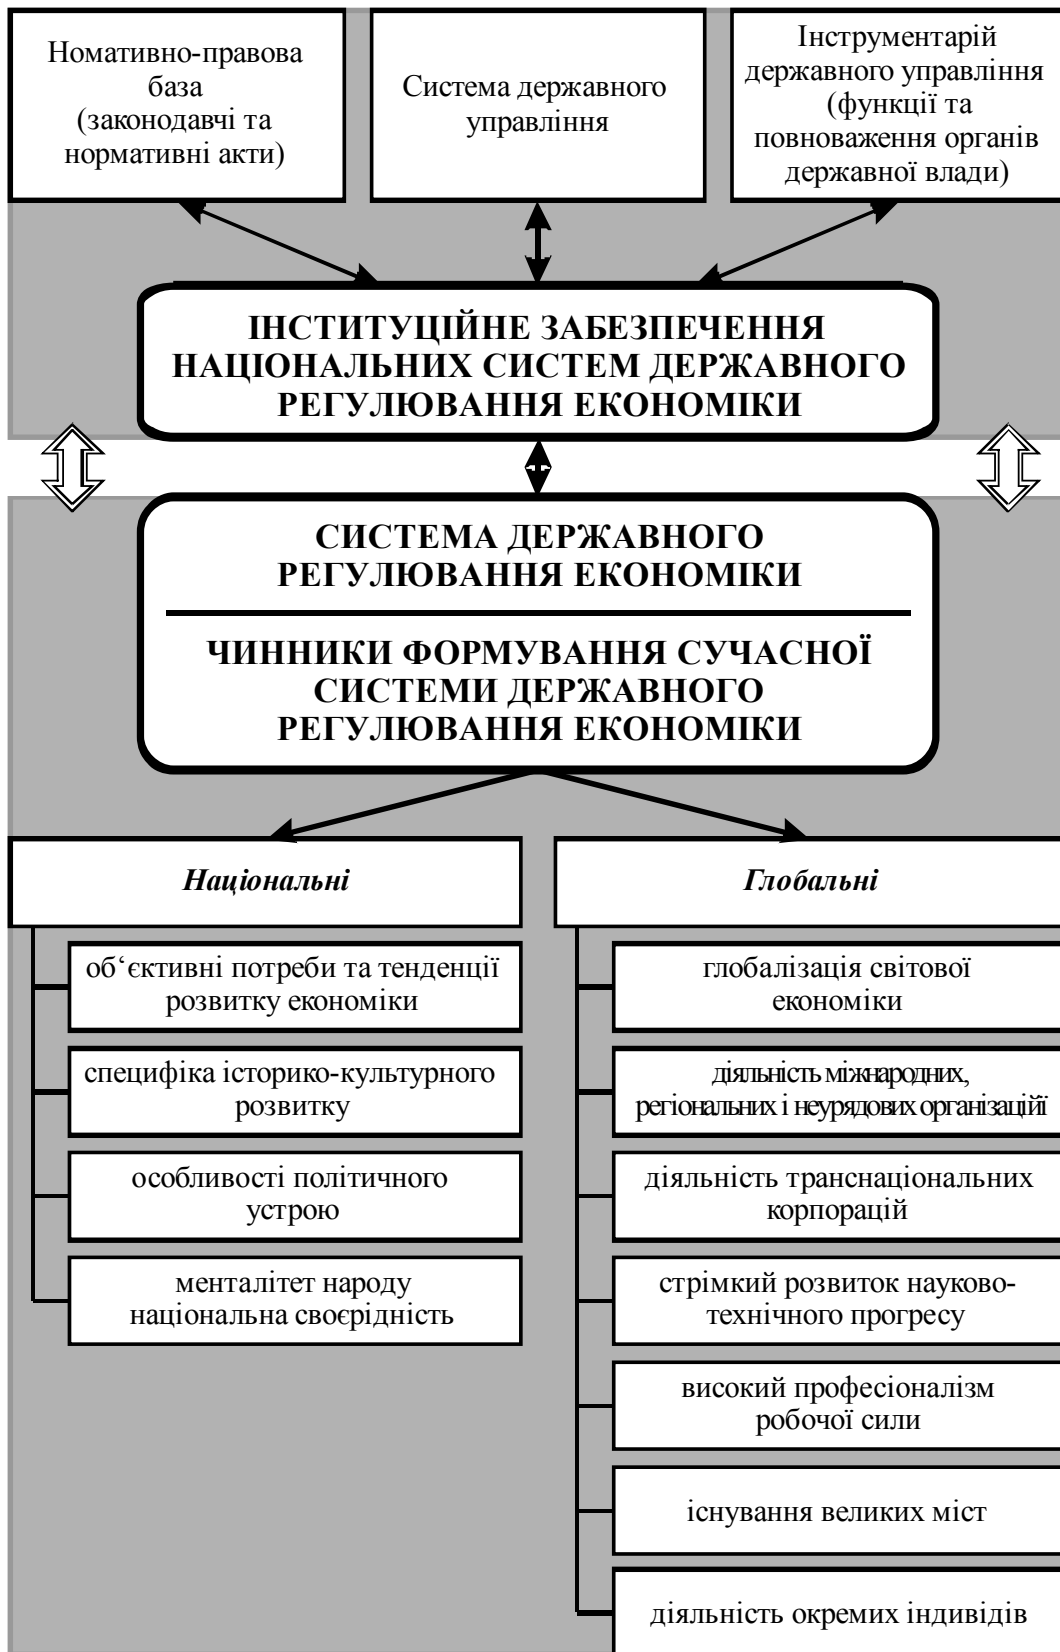 Номативно-правова
база
(законодавчі та
нормативні акти)
Система державного
управління
Інструментарій
державного управління
(функції та
повноваження органів
державної влади)
ІНСТИТУЦІЙНЕ ЗАБЕЗПЕЧЕННЯ
НАЦІОНАЛЬНИХ СИСТЕМ ДЕРЖАВНОГО
РЕГУЛЮВАННЯ ЕКОНОМІКИ
СИСТЕМА ДЕРЖАВНОГО
РЕГУЛЮВАННЯ ЕКОНОМІКИ
ЧИННИКИ ФОРМУВАННЯ СУЧАСНОЇ
СИСТЕМИ ДЕРЖАВНОГО
РЕГУЛЮВАННЯ ЕКОНОМІКИ
Національні
об‘єктивні потреби та тенденції
розвитку економіки
специфіка історико-культурного
розвитку
особливості політичного
устрою
менталітет народу
національна своєрідність
Глобальні
глобалізація світової
економіки
діяльність міжнародних,
регіональних і неурядових організаційї
діяльність транснаціональних
корпорацій
стрімкий розвиток науково-
технічного прогресу
високий професіоналізм
робочої сили
існування великих міст
діяльність окремих індивідів